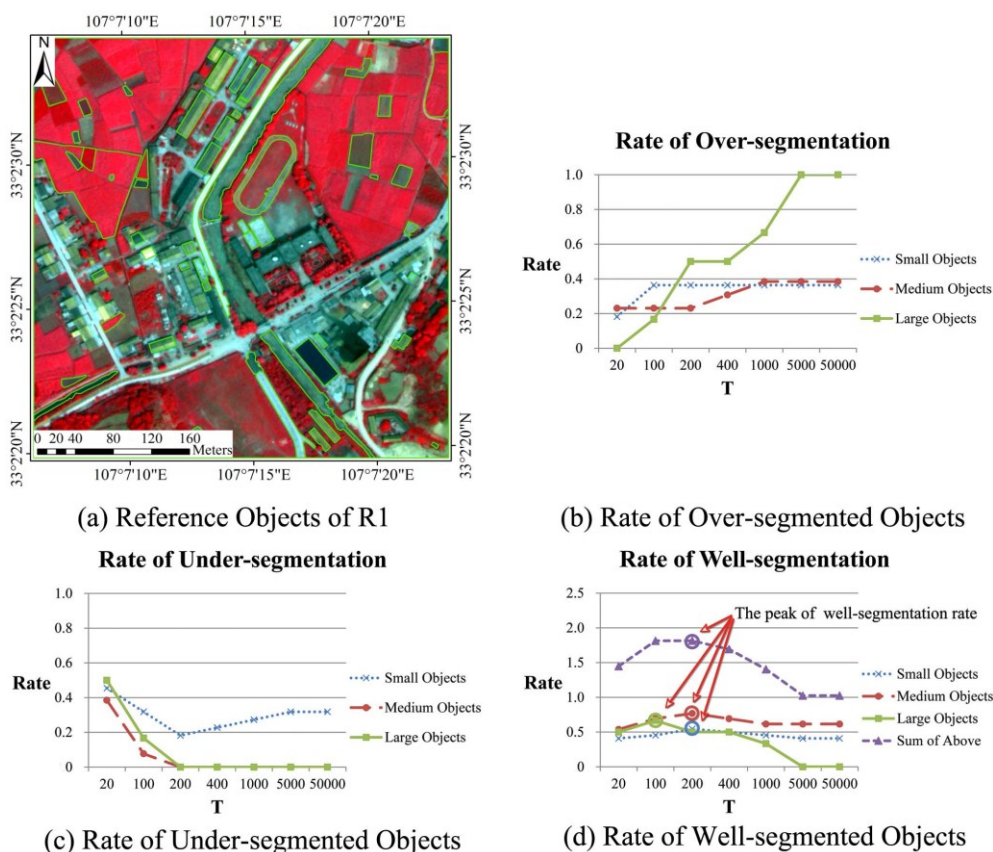 107°7'10"E 107°7'15"E 107°7'20"E
N
33°2'30"N 33°2'30"N
33°2'25"N 33°2'25"N
33°2'20"N 33°2'20"N
0 20 40 80 120 160
Meters
107°7'10"E 107°7'15"E 107°7'20"E
(a) Reference Objects of R1
Rate of Over-segmentation
1.0
0.8
0.6
0.4
0.2
0
Rate
20 100 200 400 1000 5000 50000
T
Small Objects
Medium Objects
Large Objects
(b) Rate of Over-segmented Objects
Rate of Under-segmentation
1.0
0.8
0.6
0.4
0.2
0
Rate
20 100 200 400 1000 5000 50000
T
Small Objects
Medium Objects
Large Objects
(c) Rate of Under-segmented Objects
Rate of Well-segmentation
2.5
2.0
1.5
1.0
0.5
0
Rate
The peak of well-segmentation rate
20 100 200 400 1000 5000 50000
T
Small Objects
Medium Objects
Large Objects
Sum of Above
(d) Rate of Well-segmented Objects